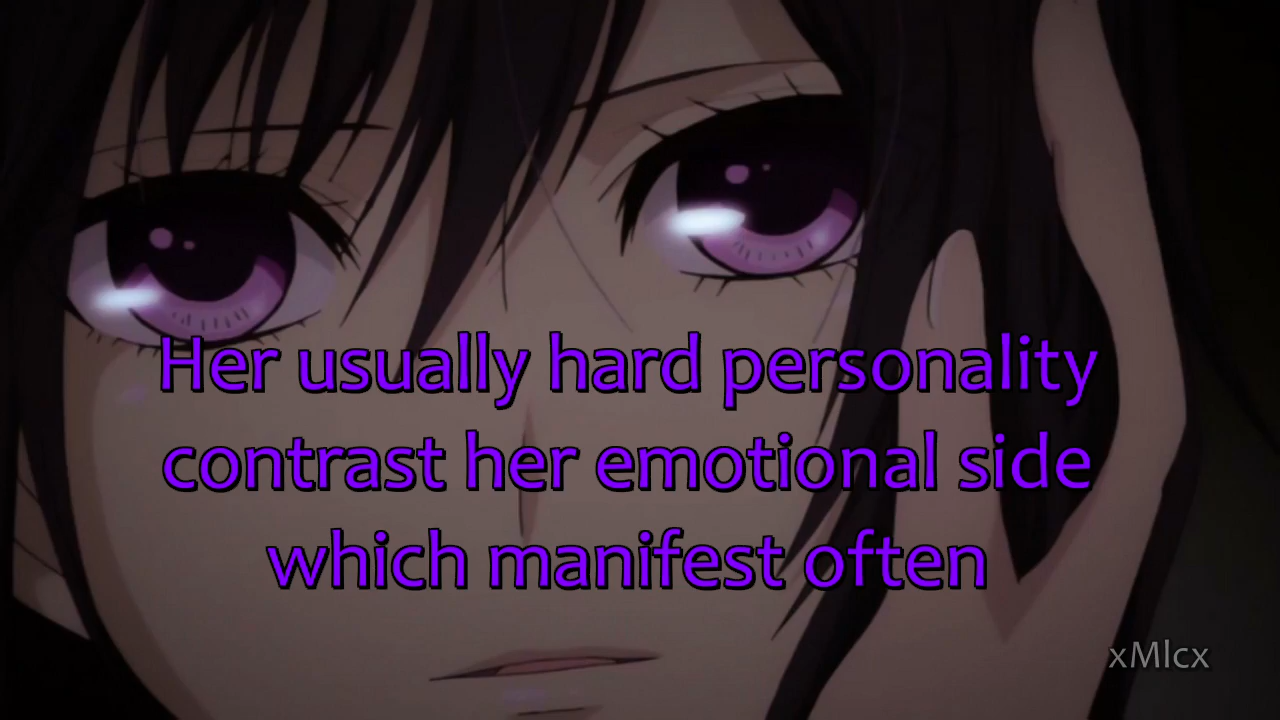 Her usually hard personality
contrast her emotional side
which manifest often
xMlcx